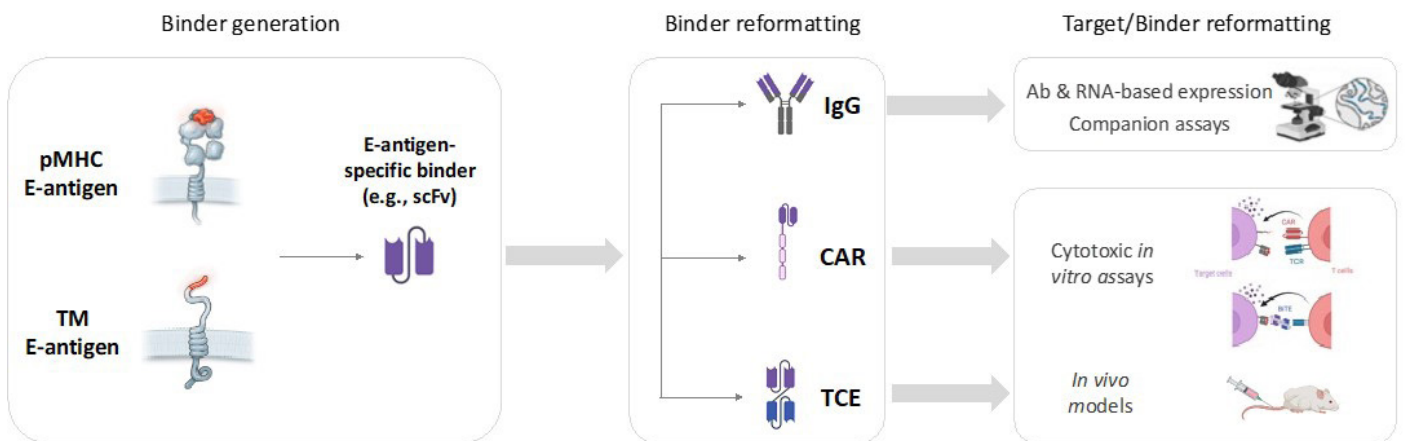 Binder generation
Binder reformatting
Target/Binder reformatting
pMHC
E-antigen
TM
E-antigen
E-antigen-
specific binder
(e.g., scFv)
IgG
CAR
TCE
Ab & RNA-based expression
Companion assays
Cytotoxic in
vitro assays
CAR
TCR
Target cells
T cells
BiTE
In vivo
models